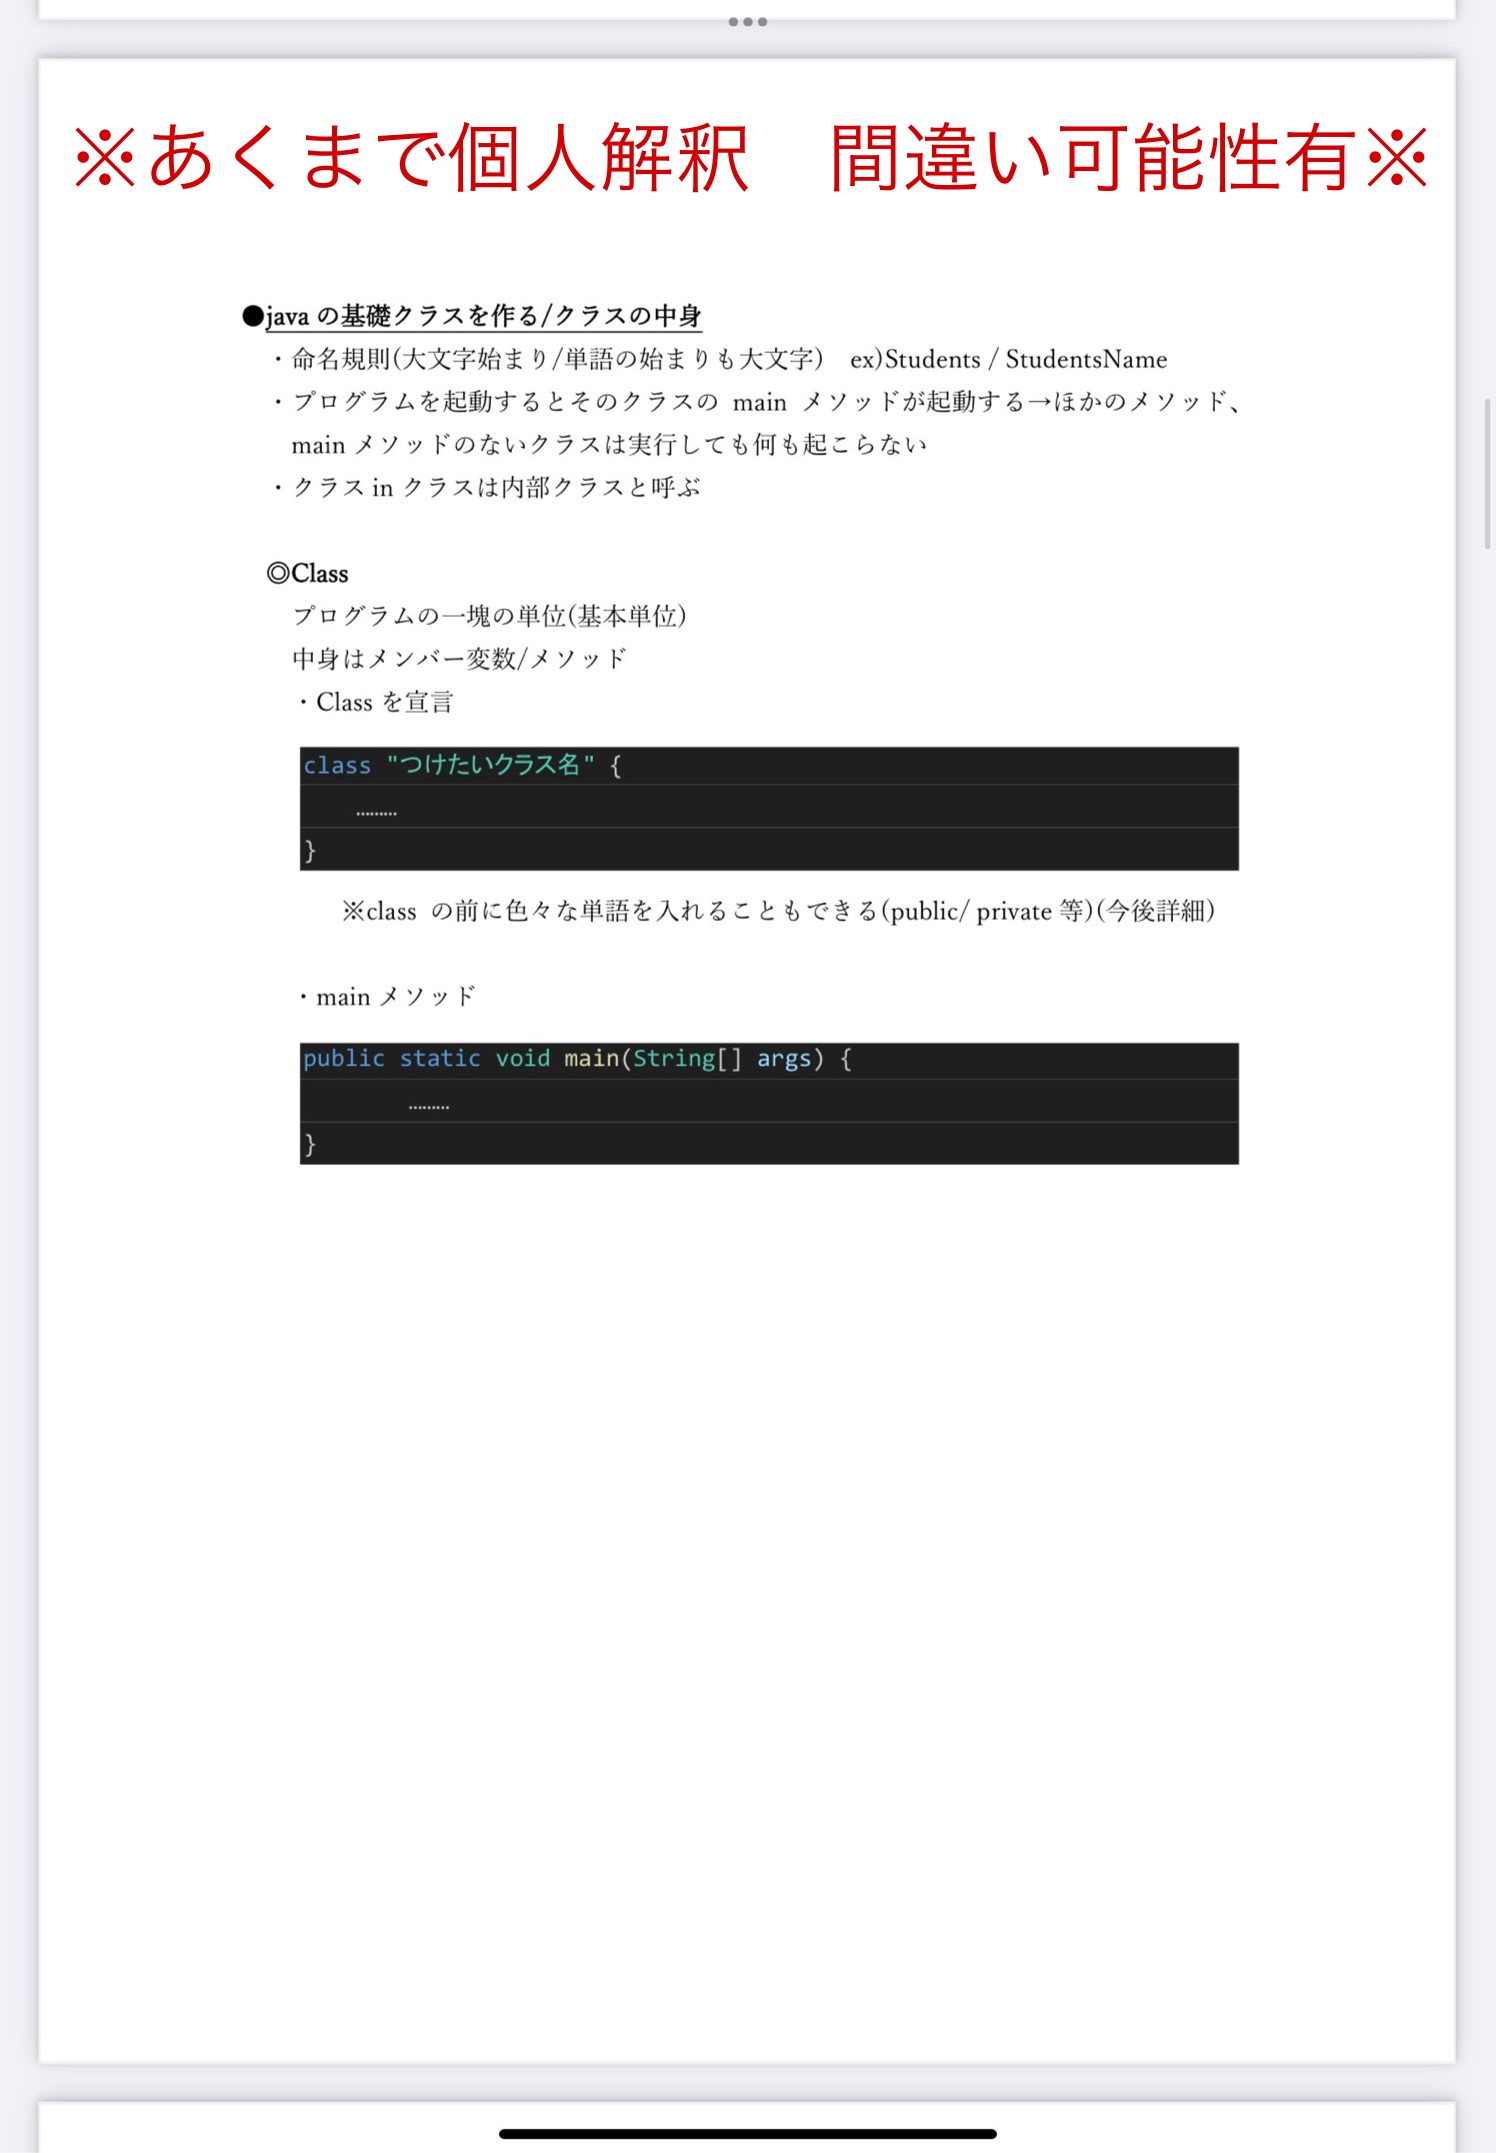 ※あくまで個人解釈　間違い可能性有※
●javaの基礎クラスを作る/クラスの中身
・命名規則(大文字始まり/単語の始まりも大文字)　ex)Students / StudentsName
・プログラムを起動するとそのクラスの main メソッドが起動する→ほかのメソッド、
main メソッドのないクラスは実行しても何も起こらない
・クラス in クラスは内部クラスと呼ぶ
◎Class
プログラムの一塊の単位(基本単位)
中身はメンバー変数/メソッド
・Class を宣言
class "つけたいクラス名" {
………
}
※class の前に色々な単語を入れることもできる(public/ private 等)(今後詳細)
・main メソッド
public static void main(String[] args) {
………
}